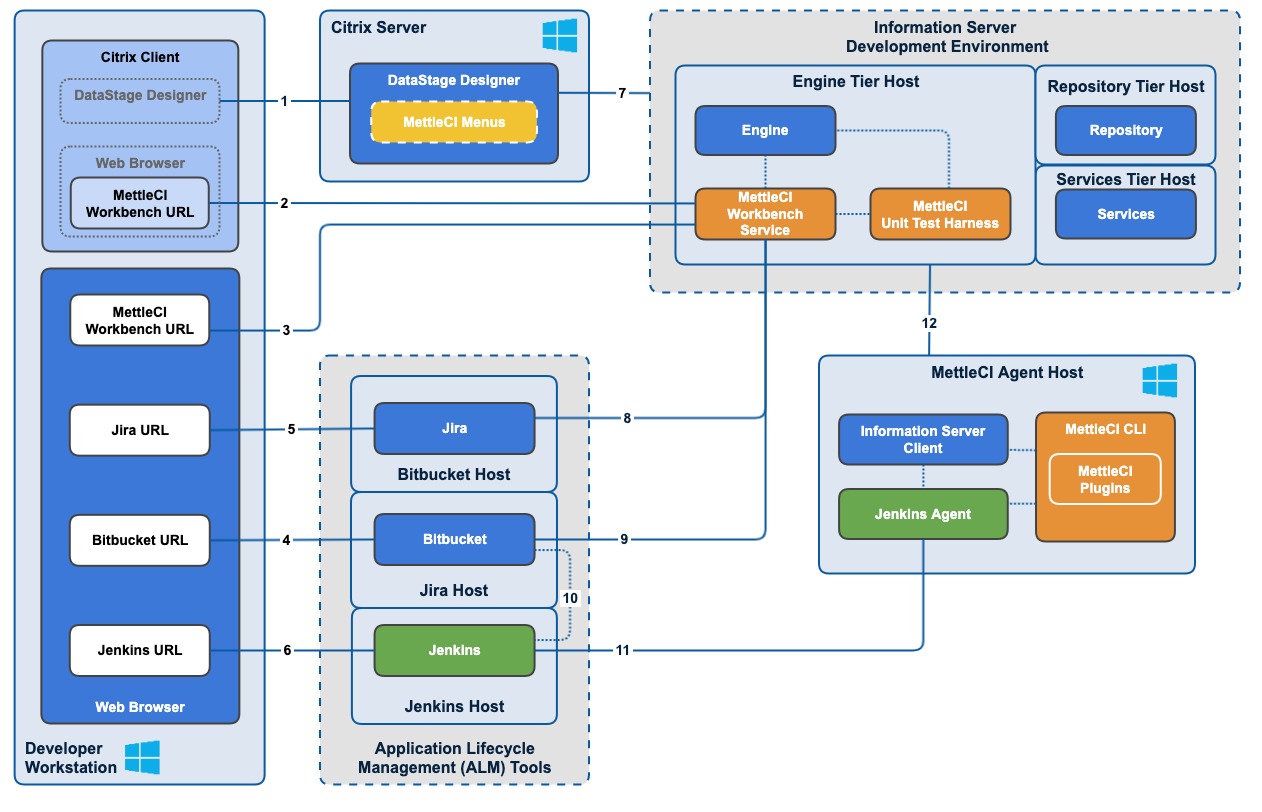 Citrix Client
DataStage Designer
Web Browser
MettleCI
Workbench URL
MettleCI
Workbench URL
Jira URL
Bitbucket URL
Jenkins URL
Web Browser
Developer
Workstation
1
2
3
5
4
6
Citrix Server
DataStage Designer
MettleCI Menus
7
Information Server
Development Environment
Engine Tier Host
Engine
MettleCI
Workbench
Service
MettleCI
Unit Test Harness
Repository Tier Host
Repository
Services Tier Host
Services
Jira
Bitbucket Host
Bitbucket
Jira Host
Jenkins
Jenkins Host
Application Lifecycle
Management (ALM) Tools
8
9
10
11
12
MettleCI Agent Host
Information Server
Client
Jenkins Agent
MettleCI CLI
MettleCI
Plugins